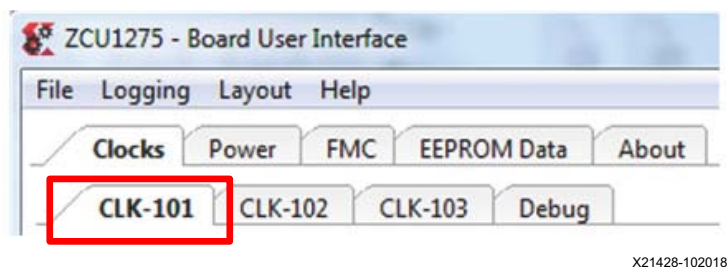 ZCU1275 - Board User Interface
File Logging Layout Help
Clocks Power FMC EEPROM Data About
CLK-101 CLK-102 CLK-103 Debug
X21428-102018